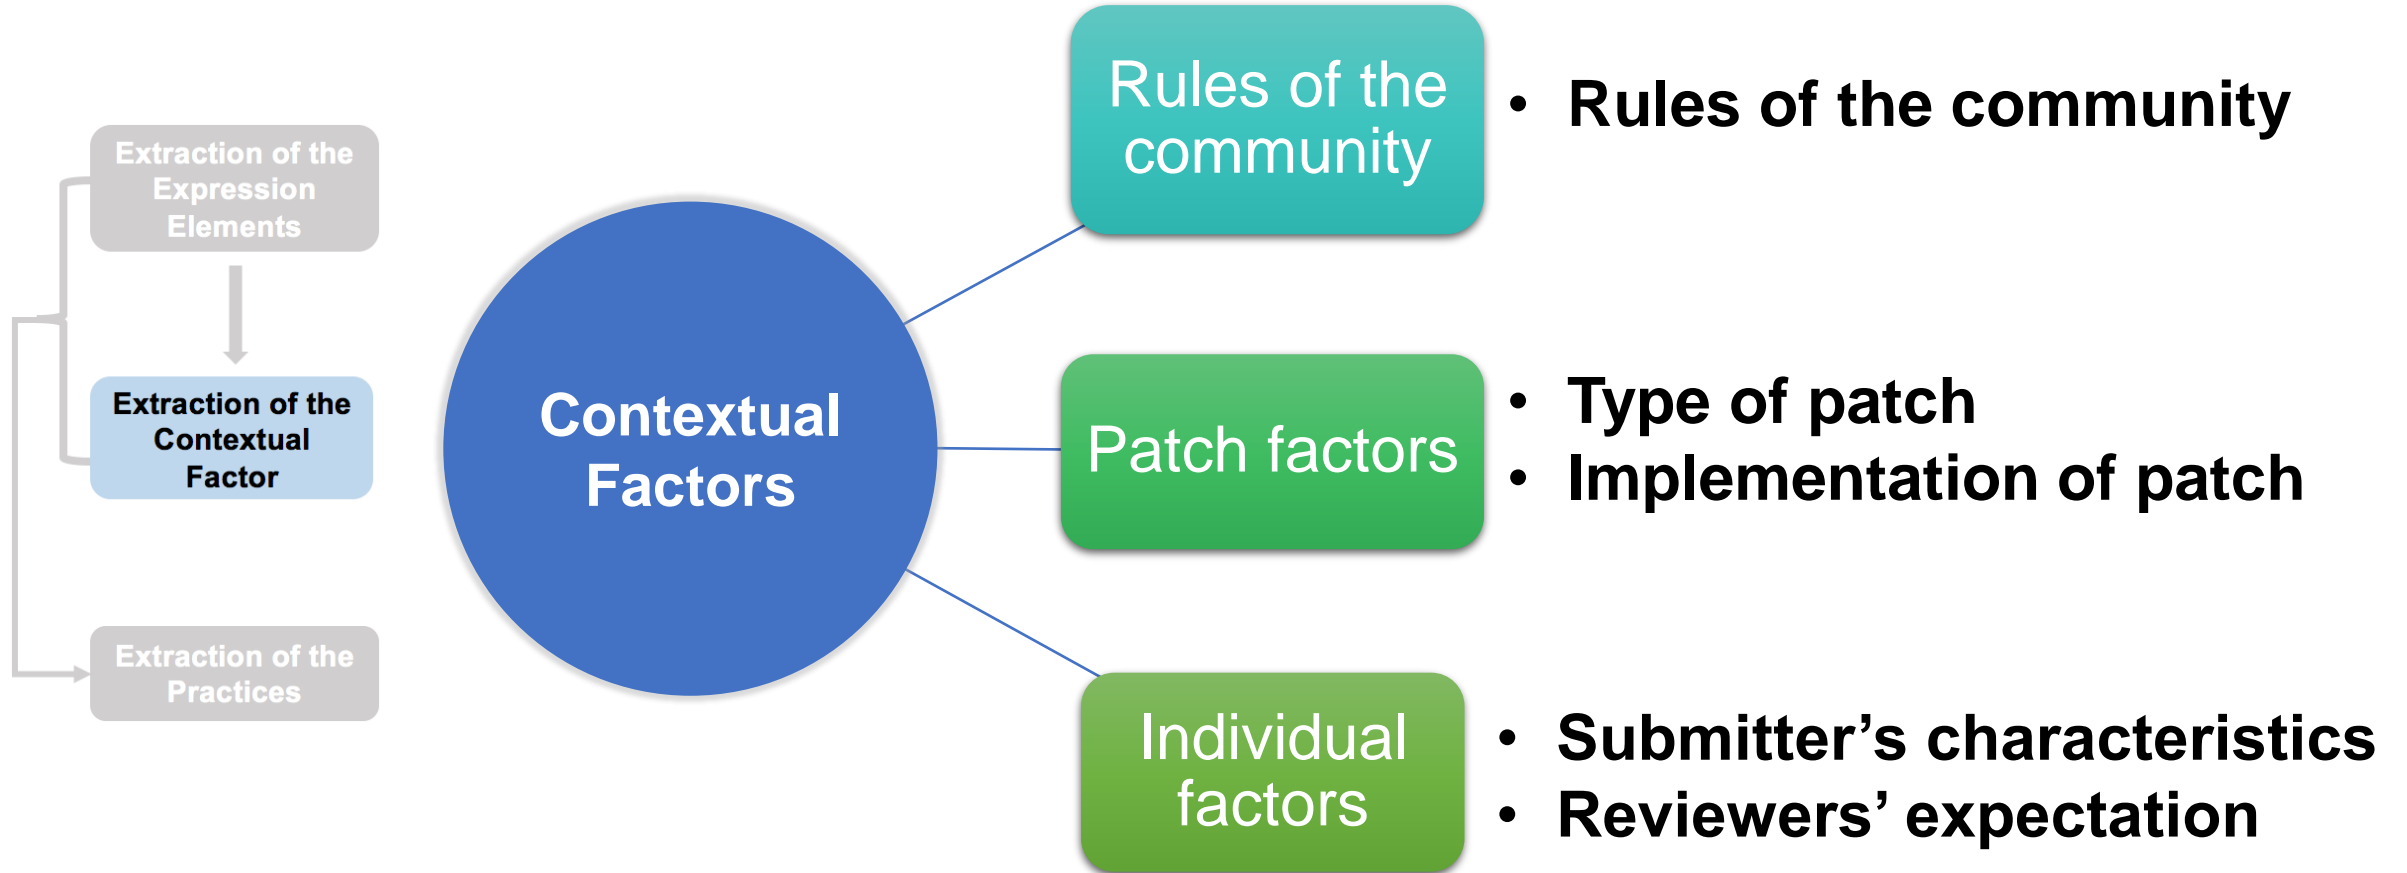 Extraction of the
Expression
Elements
Extraction of the
Contextual
Factor
Extraction of the
Practices
Contextual
Factors
Rules of the
community
• Rules of the community
Patch factors
• Type of patch
• Implementation of patch
Individual
factors
• Submitter’s characteristics
• Reviewers’ expectation